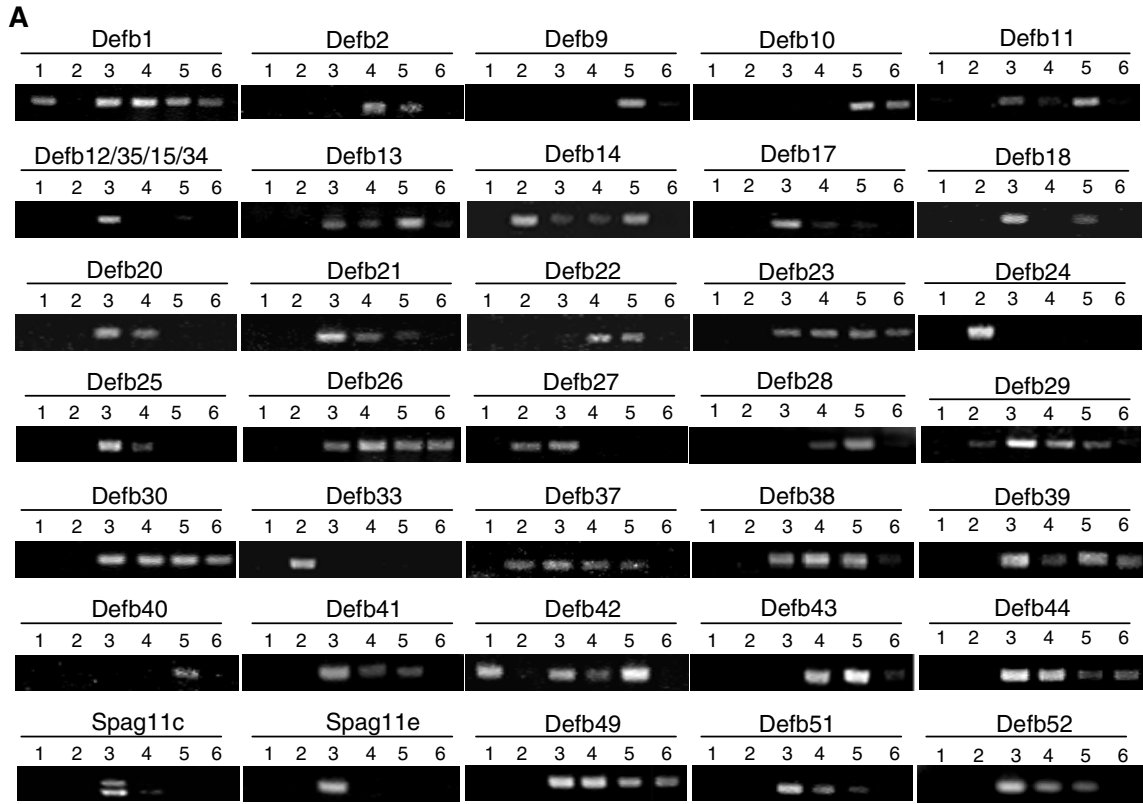 A
Defb1 Defb2 Defb9 Defb10 Defb11
1 2 3 4 5 6 1 2 3 4 5 6 1 2 3 4 5 6 1 2 3 4 5 6 1 2 3 4 5 6
Defb12/35/15/34 Defb13 Defb14 Defb17 Defb18
1 2 3 4 5 6 1 2 3 4 5 6 1 2 3 4 5 6 1 2 3 4 5 6 1 2 3 4 5 6
Defb20 Defb21 Defb22 Defb23 Defb24
1 2 3 4 5 6 1 2 3 4 5 6 1 2 3 4 5 6 1 2 3 4 5 6 1 2 3 4 5 6
Defb25 Defb26 Defb27 Defb28 Defb29
1 2 3 4 5 6 1 2 3 4 5 6 1 2 3 4 5 6 1 2 3 4 5 6 1 2 3 4 5 6
Defb30 Defb33 Defb37 Defb38 Defb39
1 2 3 4 5 6 1 2 3 4 5 6 1 2 3 4 5 6 1 2 3 4 5 6 1 2 3 4 5 6
Defb40 Defb41 Defb42 Defb43 Defb44
1 2 3 4 5 6 1 2 3 4 5 6 1 2 3 4 5 6 1 2 3 4 5 6 1 2 3 4 5 6
Spag11c Spag11e Defb49 Defb51 Defb52
1 2 3 4 5 6 1 2 3 4 5 6 1 2 3 4 5 6 1 2 3 4 5 6 1 2 3 4 5 6